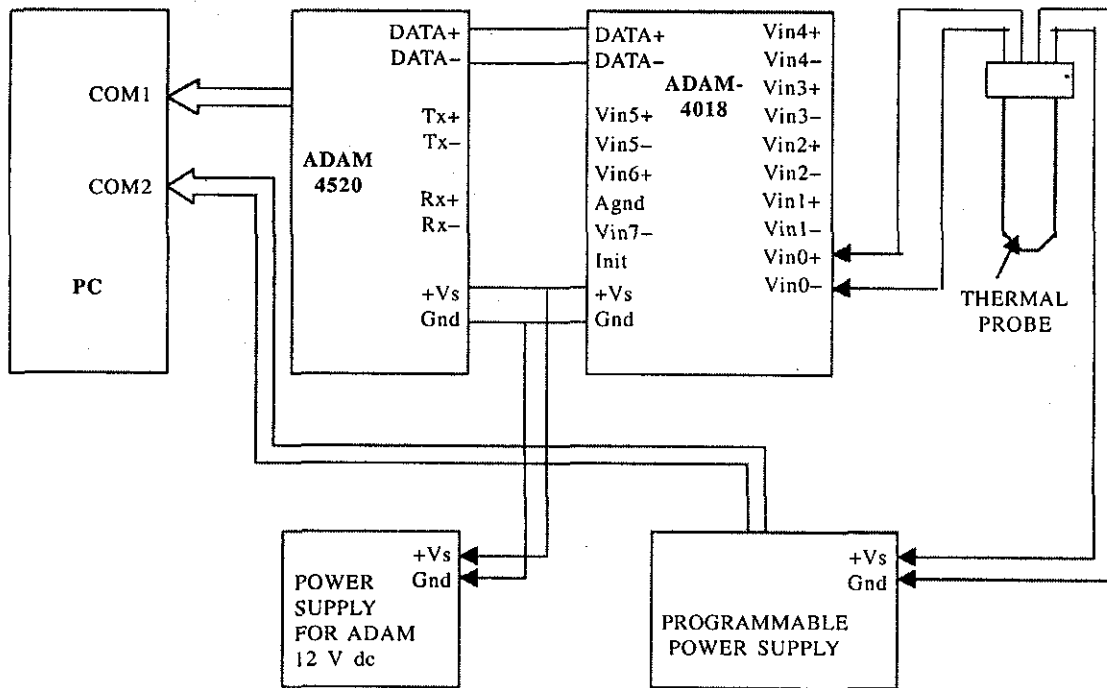 COM1
COM2
PC
DATA+
DATA−
Tx+
Tx−
ADAM
4520
Rx+
Rx−
+Vs
Gnd
DATA+
DATA−
ADAM-
4018
Vin5+
Vin5−
Vin6+
Agnd
Vin7−
Init
+Vs
Gnd
Vin4+
Vin4−
Vin3+
Vin3−
Vin2+
Vin2−
Vin1+
Vin1−
Vin0+
Vin0−
THERMAL
PROBE
+Vs
Gnd
POWER
SUPPLY
FOR ADAM
12 V dc
+Vs
Gnd
PROGRAMMABLE
POWER SUPPLY